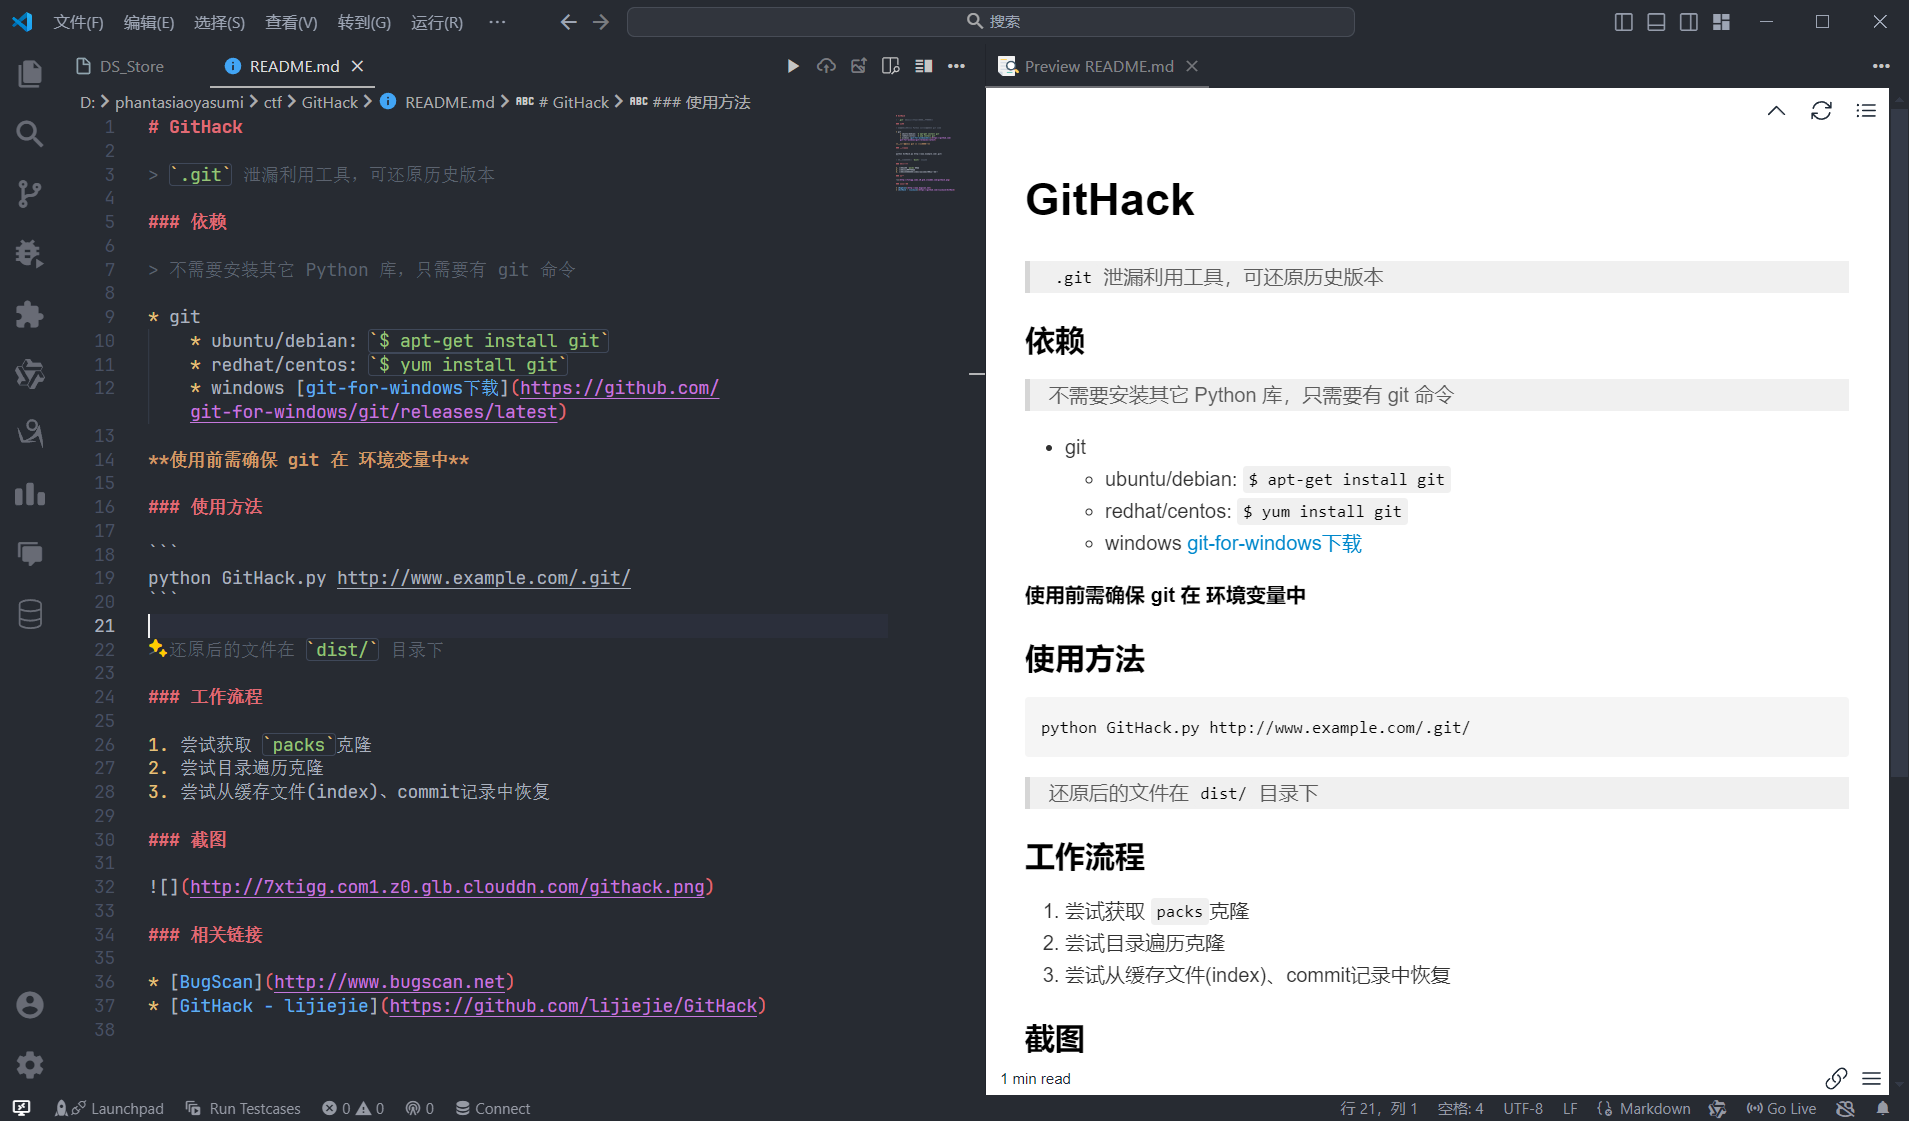 文件(F) 编辑(E) 选择(S) 查看(V) 转到(G) 运行(R) ··· 搜索
DS_Store README.md
D: > phantasiaoyasumi > ctf > GitHack > README.md > # GitHack > ### 使用方法
1 # GitHack
2
3 > `.git` 泄漏利用工具，可还原历史版本
4
5 ### 依赖
6
7 > 不需要安装其它 Python 库，只需要有 git 命令
8
9 * git
10 * ubuntu/debian: `$ apt-get install git`
11 * redhat/centos: `$ yum install git`
12 * windows [git-for-windows下载](https://github.com/
git-for-windows/git/releases/latest)
13
14 **使用前需确保 git 在 环境变量中**
15
16 ### 使用方法
17
18 ```
19 python GitHack.py http://www.example.com/.git/
20 ```
21
22 还原后的文件在 `dist/` 目录下
23
24 ### 工作流程
25
26 1. 尝试获取 `packs`克隆
27 2. 尝试目录遍历克隆
28 3. 尝试从缓存文件(index)、commit记录中恢复
29
30 ### 截图
31
32 ![](http://7xtigg.com1.z0.glb.clouddn.com/githack.png)
33
34 ### 相关链接
35
36 * [BugScan](http://www.bugscan.net)
37 * [GitHack - lijiejie](https://github.com/lijiejie/GitHack)
38
Preview README.md
GitHack
.git 泄漏利用工具，可还原历史版本
依赖
不需要安装其它 Python 库，只需要有 git 命令
• git
◦ ubuntu/debian: $ apt-get install git
◦ redhat/centos: $ yum install git
◦ windows git-for-windows下载
使用前需确保 git 在 环境变量中
使用方法
python GitHack.py http://www.example.com/.git/
还原后的文件在 dist/ 目录下
工作流程
1. 尝试获取 packs克隆
2. 尝试目录遍历克隆
3. 尝试从缓存文件(index)、commit记录中恢复
截图
1 min read
Launchpad Run Testcases 0 0 0 Connect 行 21，列 1 空格: 4 UTF-8 LF Markdown Go Live